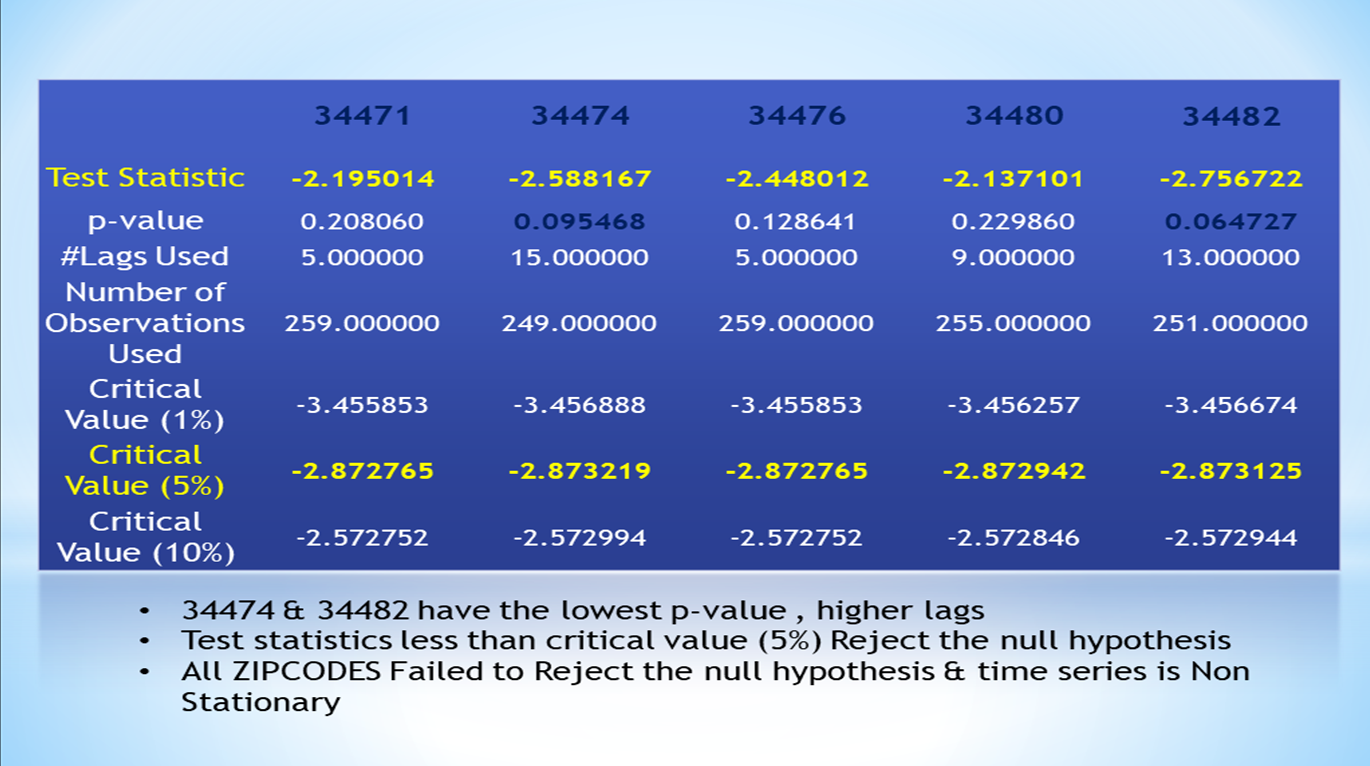 34471 34474 34476 34480 34482
Test Statistic -2.195014 -2.588167 -2.448012 -2.137101 -2.756722
p-value 0.208060 0.095468 0.128641 0.229860 0.064727
#Lags Used 5.000000 15.000000 5.000000 9.000000 13.000000
Number of
Observations 259.000000 249.000000 259.000000 255.000000 251.000000
Used
Critical
Value (1%) -3.455853 -3.456888 -3.455853 -3.456257 -3.456674
Critical
Value (5%) -2.872765 -2.873219 -2.872765 -2.872942 -2.873125
Critical
Value (10%) -2.572752 -2.572994 -2.572752 -2.572846 -2.572944
• 34474 & 34482 have the lowest p-value , higher lags
• Test statistics less than critical value (5%) Reject the null hypothesis
• All ZIPCODES Failed to Reject the null hypothesis & time series is Non
Stationary